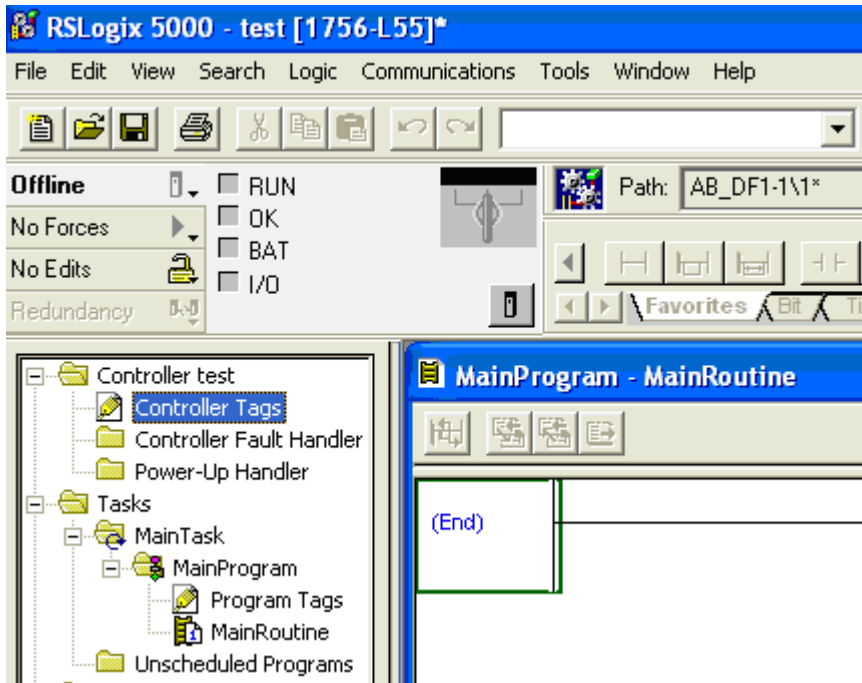 RSLogix 5000 - test [1756-L55]*
File Edit View Search Logic Communications Tools Window Help
Offline
RUN
No Forces
OK
BAT
No Edits
I/O
Redundancy
Path: AB_DF1-1\1*
Favorites Bit Ti
Controller test
Controller Tags
Controller Fault Handler
Power-Up Handler
Tasks
MainTask
MainProgram
Program Tags
MainRoutine
Unscheduled Programs
MainProgram - MainRoutine
(End)